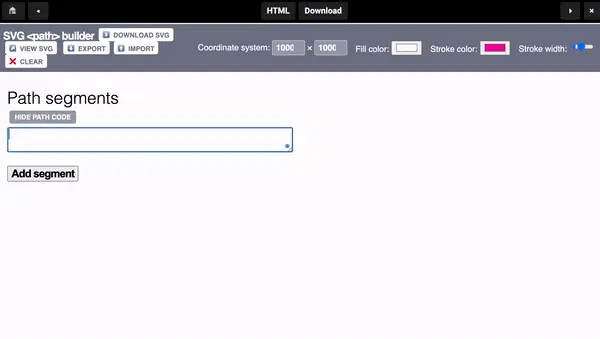 HTML Download
SVG <path> builder DOWNLOAD SVG
VIEW SVG EXPORT IMPORT
CLEAR
Coordinate system: 1000 × 1000 Fill color: Stroke color: Stroke width:
Path segments
HIDE PATH CODE
Add segment